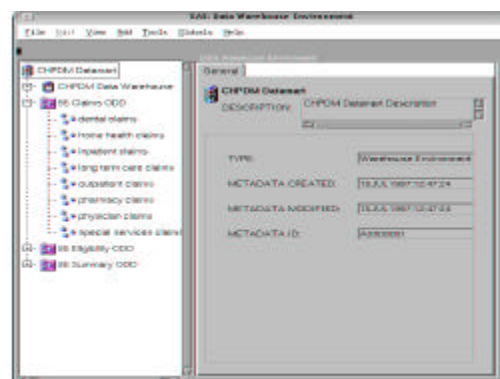 SAS: Data Warehouse Environment
File Edit View Add Tools Globals Help
CHPDM Datamart
CHPDM Data Warehouse
95 Claims ODD
dental claims
home health claims
inpatient claims
long term care claims
outpatient claims
pharmacy claims
physician claims
special services claims
Eligibility ODD
Summary ODD
General
CHPDM Datamart
DESCRIPTION: CHPDM Datamart Description
TYPE: Warehouse Environment
METADATA CREATED:
METADATA MODIFIED:
METADATA ID: